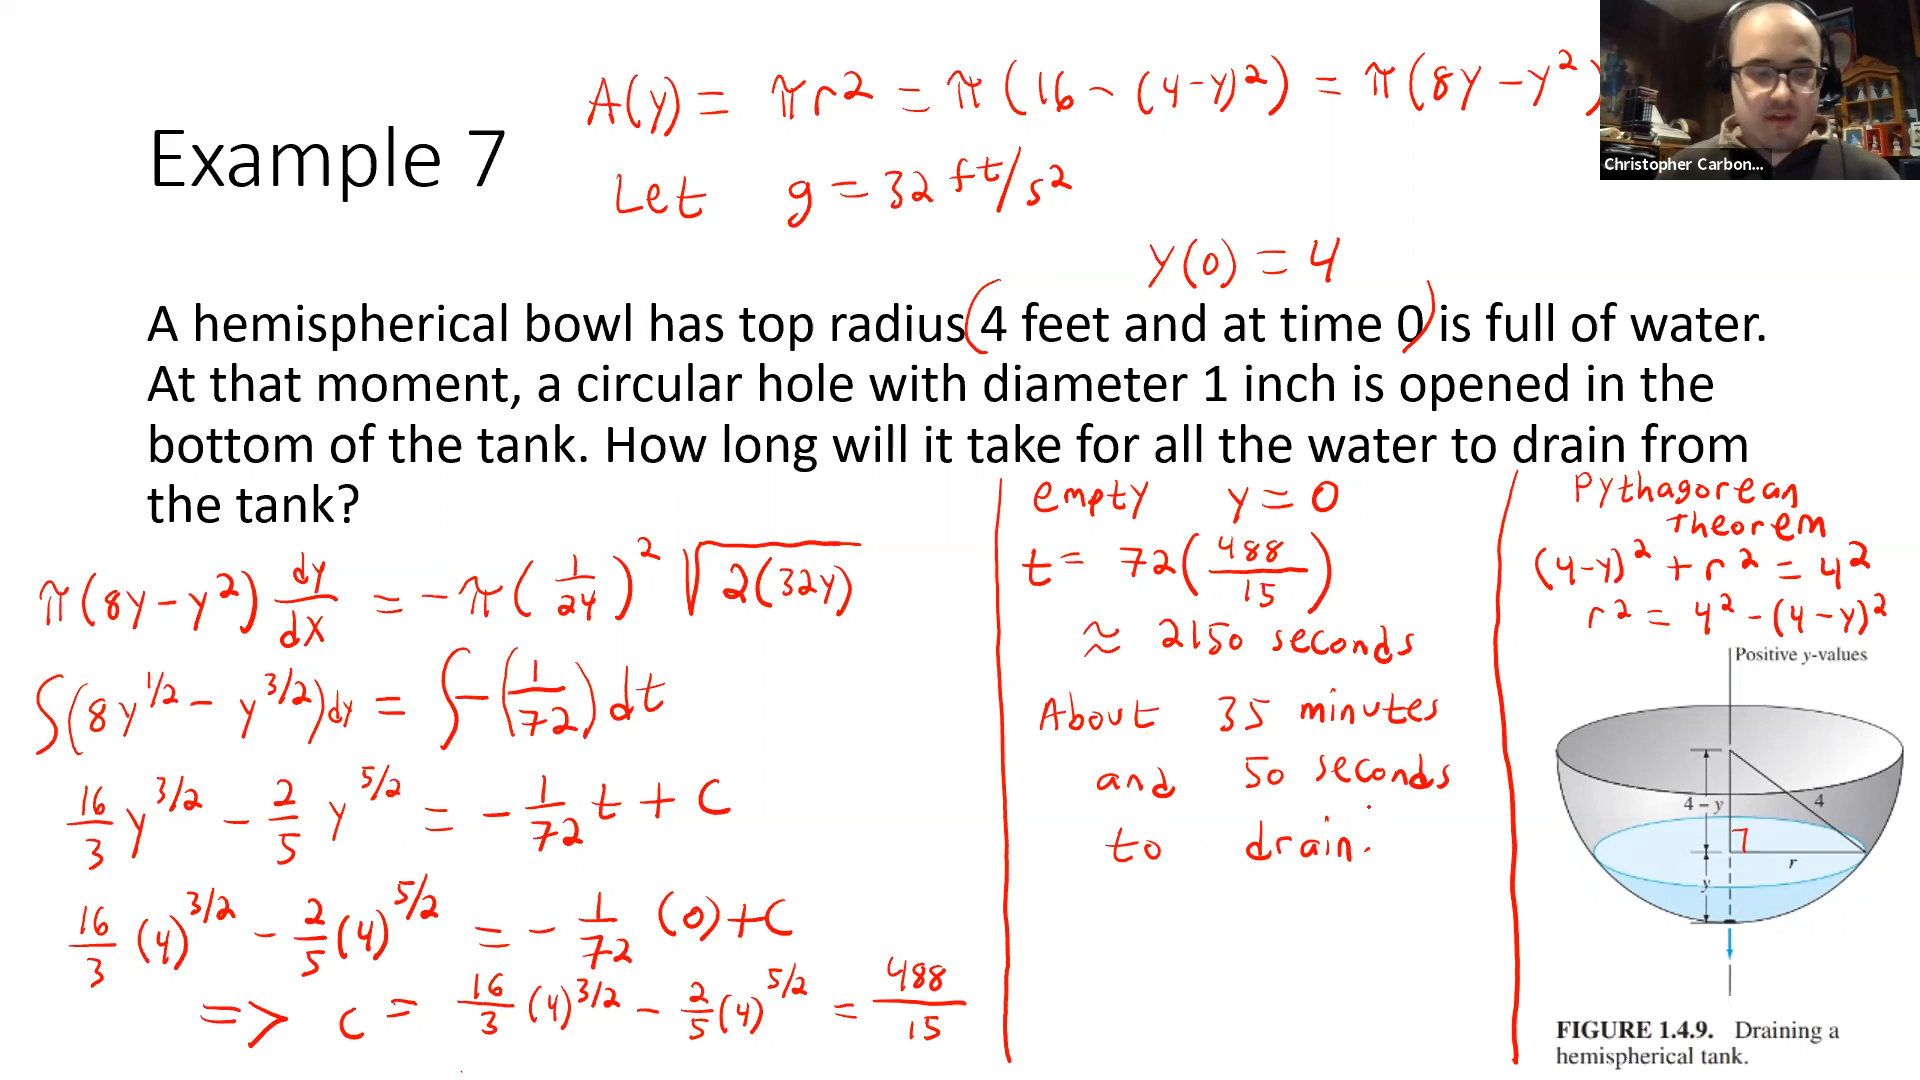 A(y) = πr² = π(16 - (4-y)²) = π(8y - y²)
Christopher Carbon...
Example 7
Let g = 32 ft/s²
y(0) = 4
A hemispherical bowl has top radius (4 feet and at time 0) is full of water.
At that moment, a circular hole with diameter 1 inch is opened in the
bottom of the tank. How long will it take for all the water to drain from
the tank?
π(8y - y²) dy/dx = -π(1/24)² √2(32y)
∫(8y^1/2 - y^3/2)dy = ∫-(1/72)dt
16/3 y^3/2 - 2/5 y^5/2 = -1/72 t + C
16/3 (4)^3/2 - 2/5 (4)^5/2 = -1/72 (0) + C
=> C = 16/3 (4)^3/2 - 2/5 (4)^5/2 = 488/15
empty y = 0
t = 72(488/15)
≈ 2150 seconds
About 35 minutes
and 50 seconds
to drain.
Pythagorean
Theorem
(4-y)² + r² = 4²
r² = 4² - (4-y)²
Positive y-values
4 - y
4
r
y
FIGURE 1.4.9. Draining a
hemispherical tank.